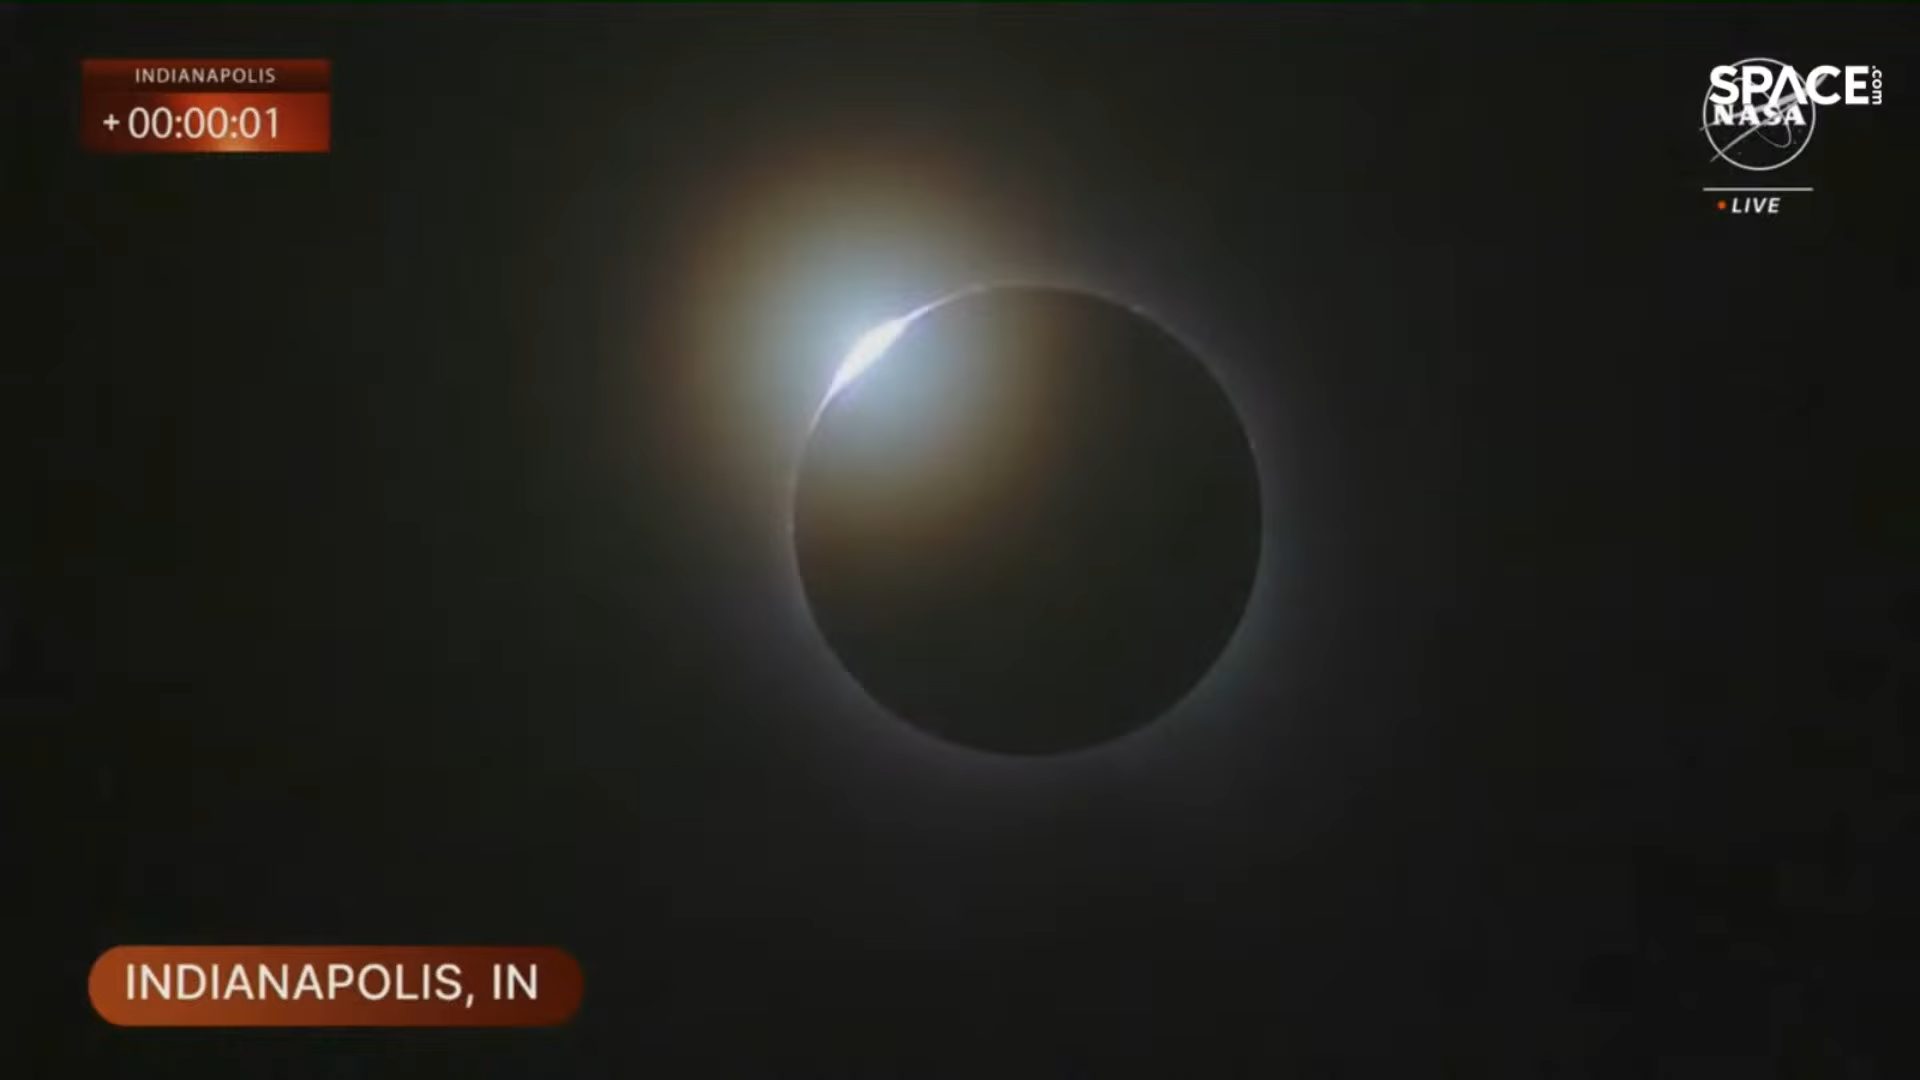 INDIANAPOLIS
+ 00:00:01
SPACE.com
NASA
• LIVE
INDIANAPOLIS, IN